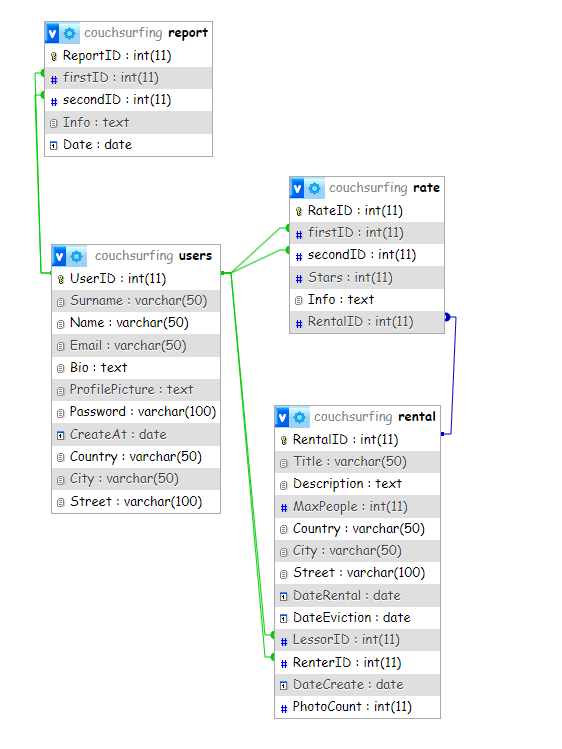 couchsurfing report
ReportID : int(11)
firstID : int(11)
secondID : int(11)
Info : text
Date : date
couchsurfing users
UserID : int(11)
Surname : varchar(50)
Name : varchar(50)
Email : varchar(50)
Bio : text
ProfilePicture : text
Password : varchar(100)
CreateAt : date
Country : varchar(50)
City : varchar(50)
Street : varchar(100)
couchsurfing rate
RateID : int(11)
firstID : int(11)
secondID : int(11)
Stars : int(11)
Info : text
RentalID : int(11)
couchsurfing rental
RentalID : int(11)
Title : varchar(50)
Description : text
MaxPeople : int(11)
Country : varchar(50)
City : varchar(50)
Street : varchar(100)
DateRental : date
DateEviction : date
LessorID : int(11)
RenterID : int(11)
DateCreate : date
PhotoCount : int(11)